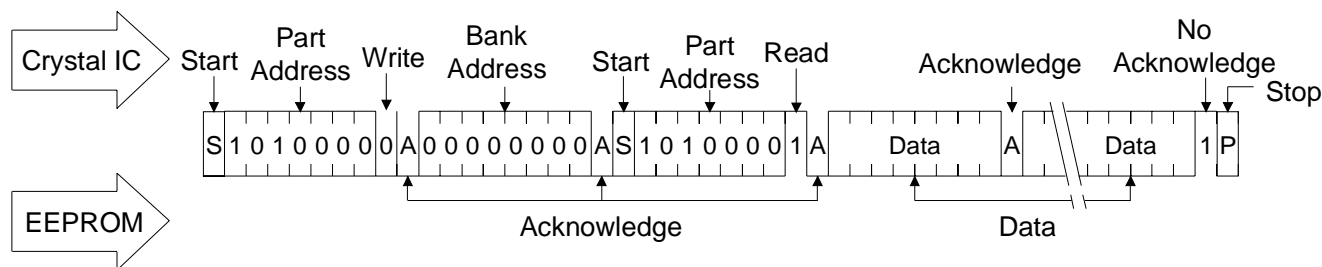 Crystal IC
Start
Part
Address
Write
Bank
Address
Start
Part
Address
Read
Acknowledge
No
Acknowledge
Stop
S 1 0 1 0 0 0 0 0 A 0 0 0 0 0 0 0 0 A S 1 0 1 0 0 0 0 1 A Data A Data 1 P
EEPROM
Acknowledge
Data